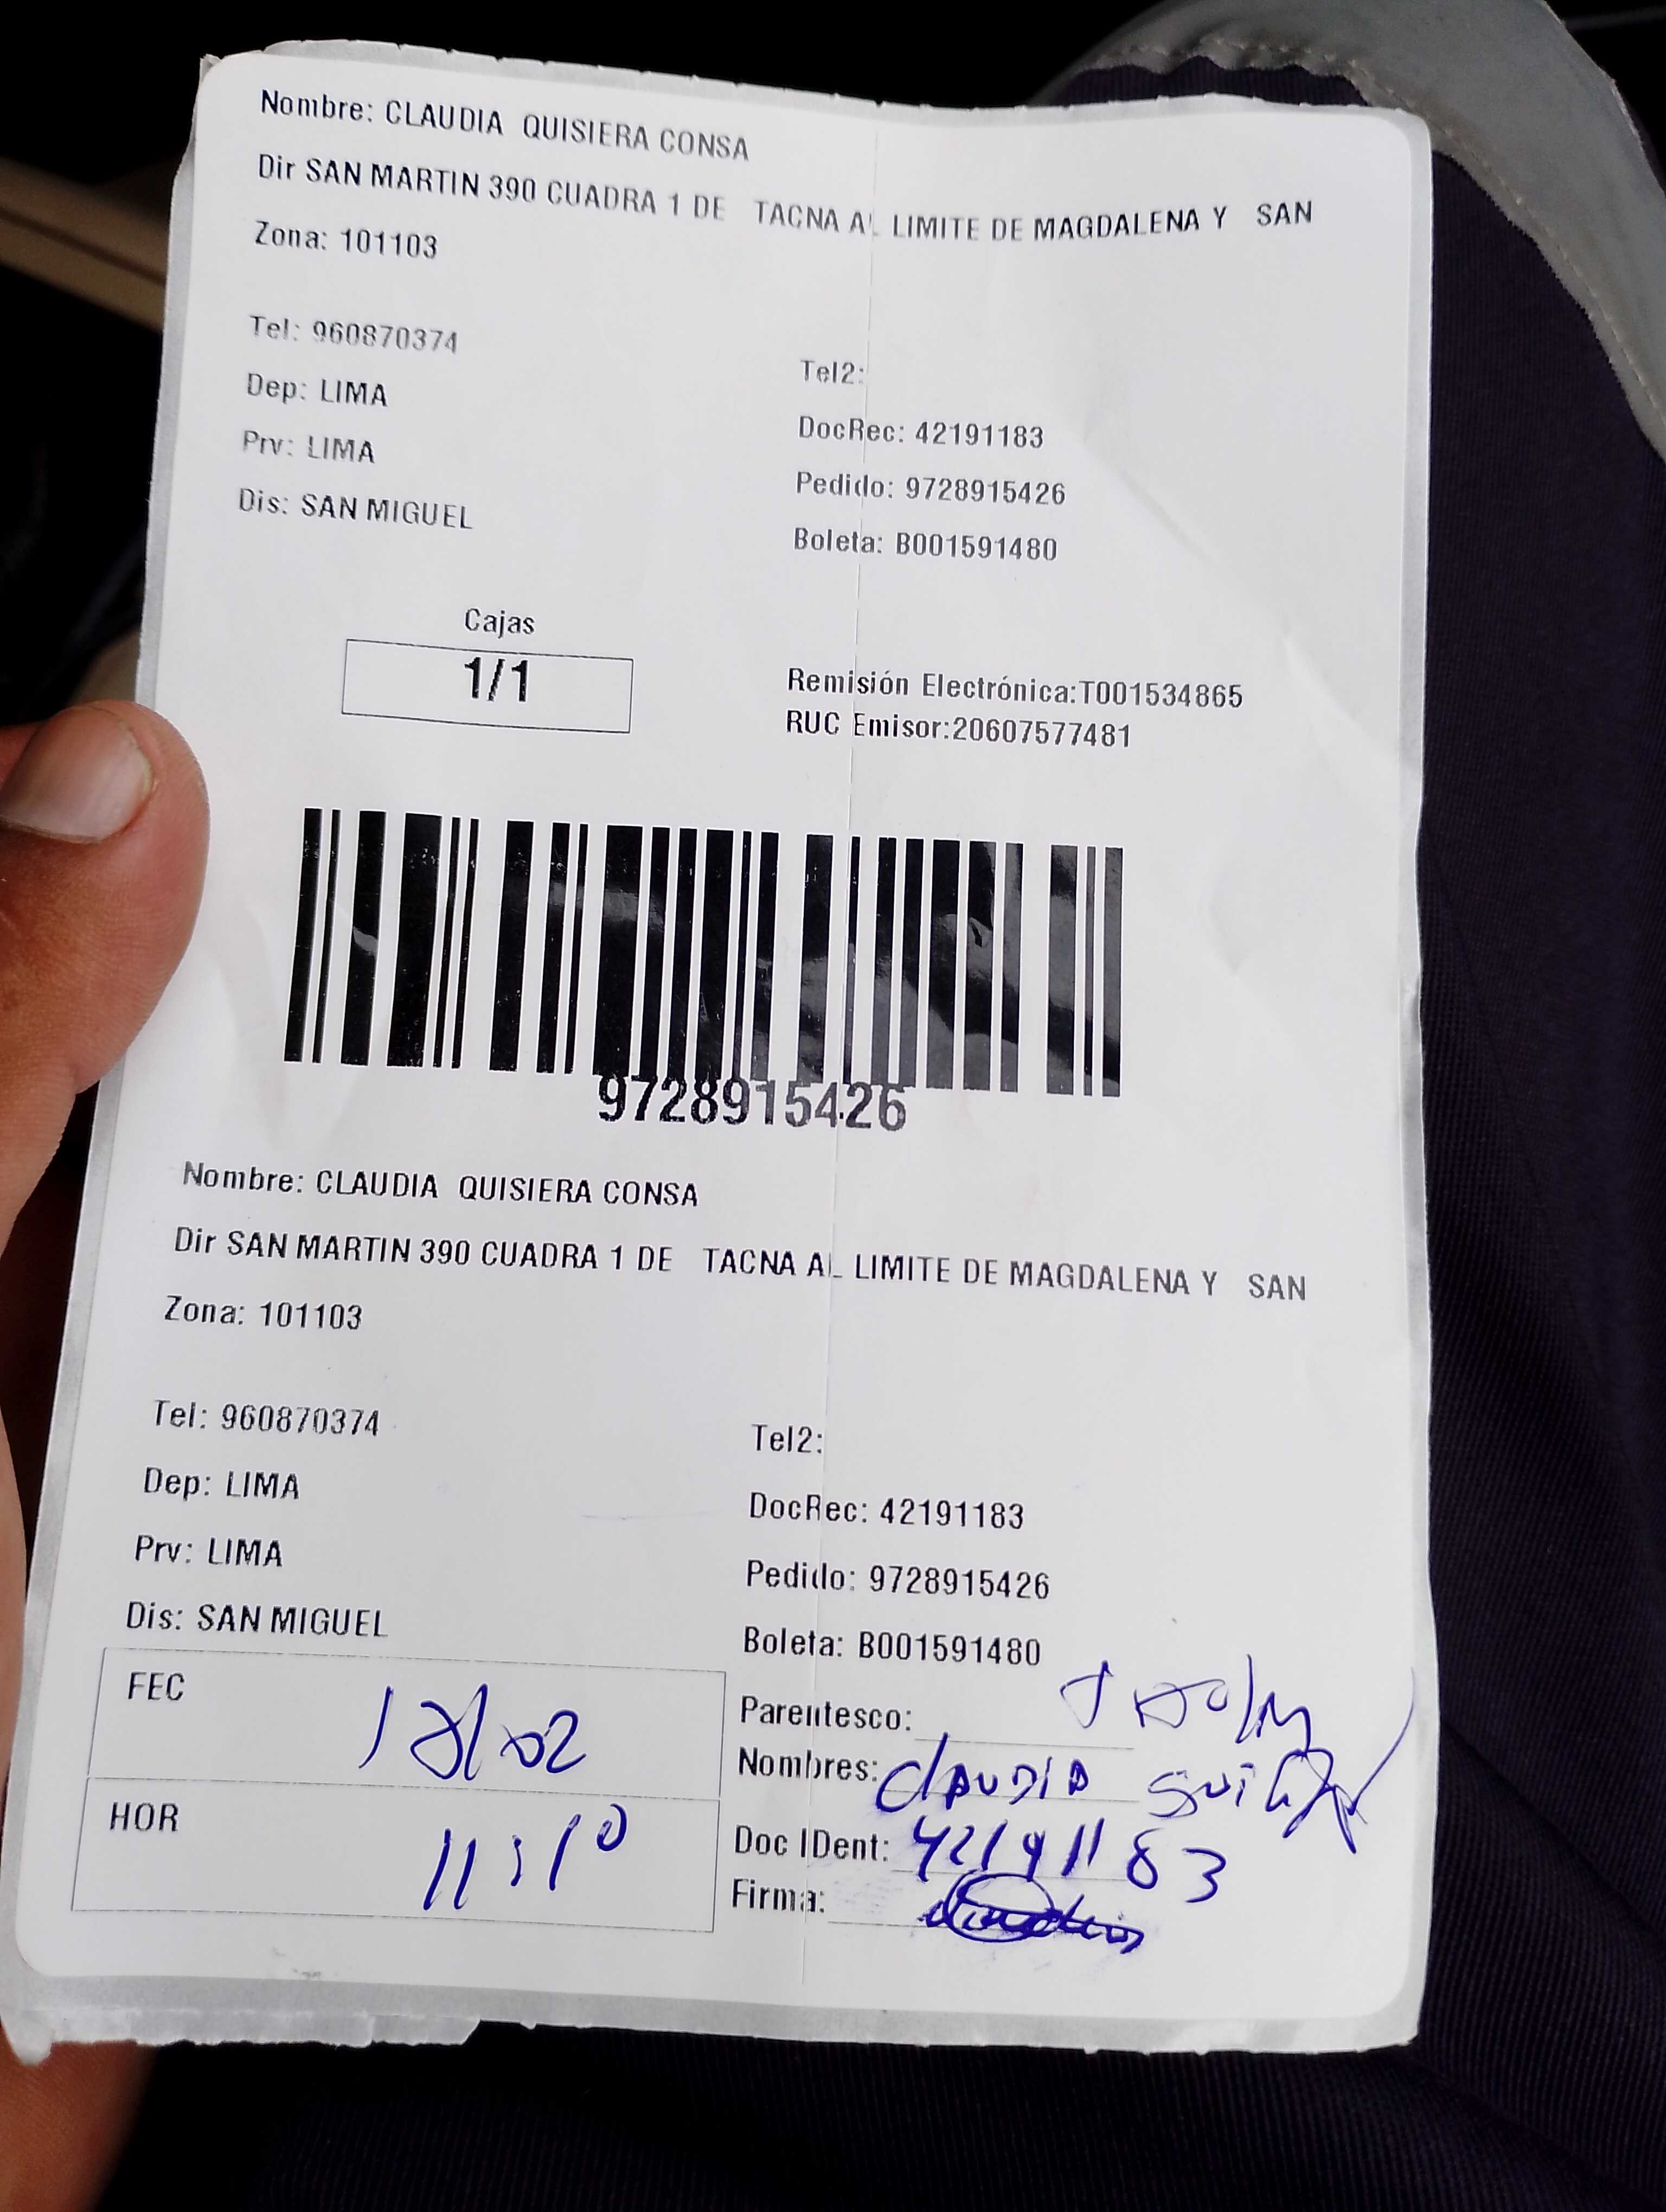 Nombre: CLAUDIA QUISIERA CONSA
Dir SAN MARTIN 390 CUADRA 1 DE TACNA AL LIMITE DE MAGDALENA Y SAN
Zona: 101103
Tel: 960870374
Tel2:
Dep: LIMA
DocRec: 42191183
Prv: LIMA
Pedido: 9728915426
Dis: SAN MIGUEL
Boleta: B001591480
Cajas
1/1
Remisión Electrónica:T001534865
RUC Emisor:20607577481
9728915426
Nombre: CLAUDIA QUISIERA CONSA
Dir SAN MARTIN 390 CUADRA 1 DE TACNA AL LIMITE DE MAGDALENA Y SAN
Zona: 101103
Tel: 960870374
Tel2:
Dep: LIMA
DocRec: 42191183
Prv: LIMA
Pedido: 9728915426
Dis: SAN MIGUEL
Boleta: B001591480
FEC
Parentesco:
Nombres: CLAUDIA
HOR 11:10
Doc IDent: 42191183
Firma: